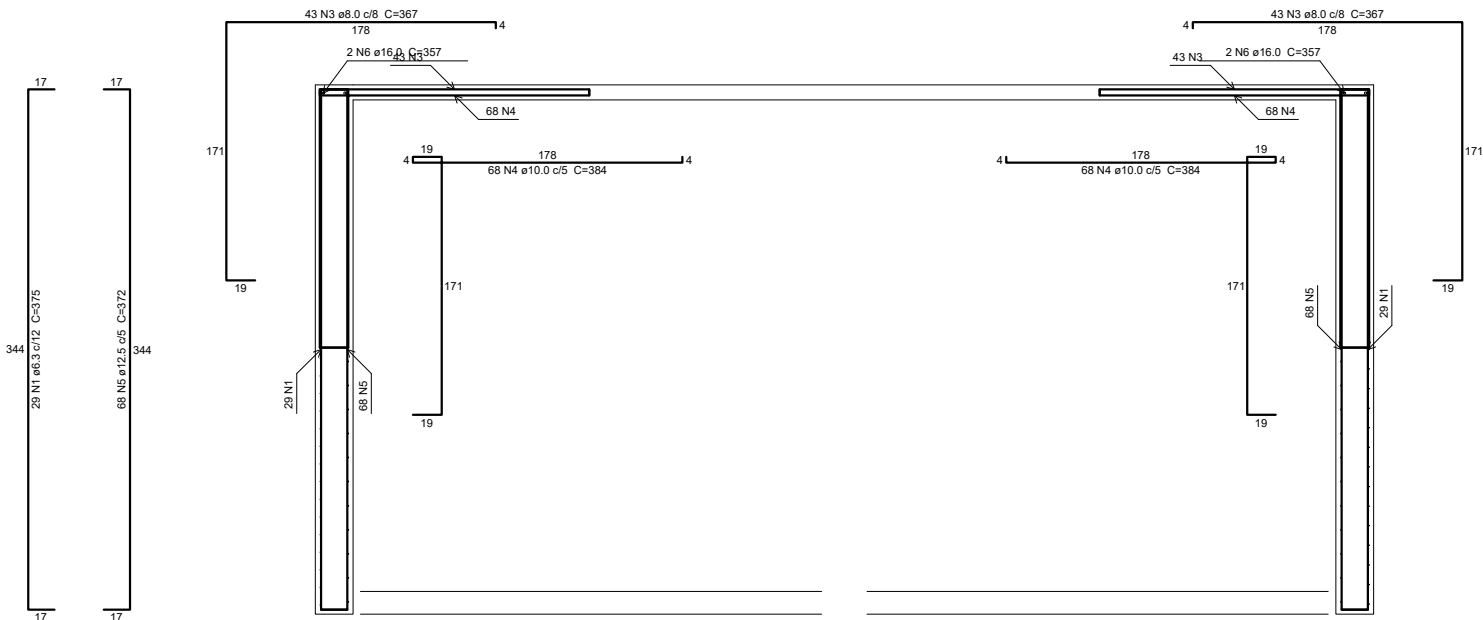 43 N3 ø8.0 c/8 C=367
178
4
43 N3 ø8.0 c/8 C=367
178
4
2 N6 ø16.0 C=357
43 N3
43 N3
2 N6 ø16.0 C=357
17
17
68 N4
68 N4
171
171
4
19
178
4
68 N4 ø10.0 c/5 C=384
4
178
19
4
68 N4 ø10.0 c/5 C=384
19
171
171
19
344
29 N1 ø6.3 c/12 C=375
68 N5 ø12.5 c/5 C=372
344
68 N5
29 N1
29 N1
68 N5
19
19
17
17